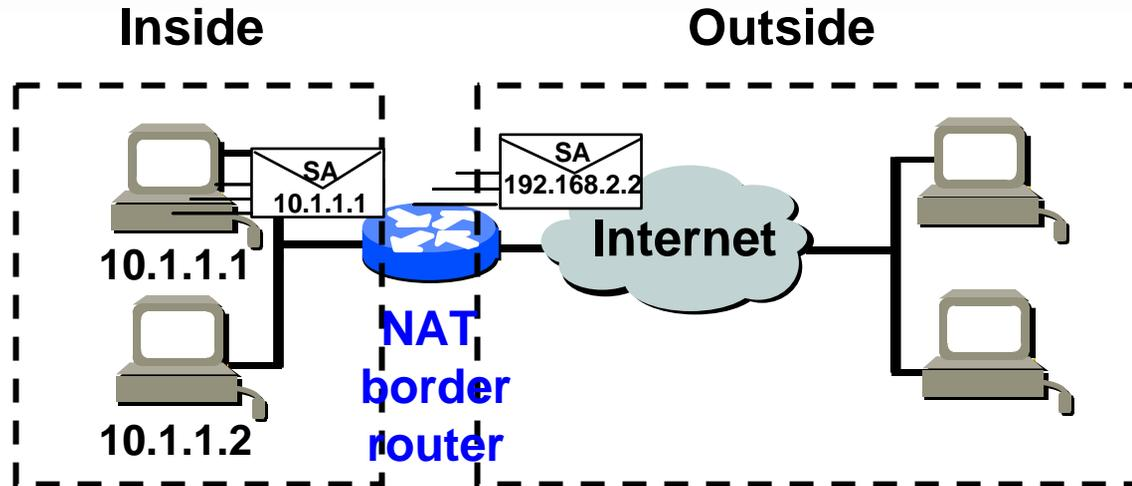 Inside
Outside
SA
10.1.1.1
SA
192.168.2.2
Internet
10.1.1.1
NAT
border
router
10.1.1.2